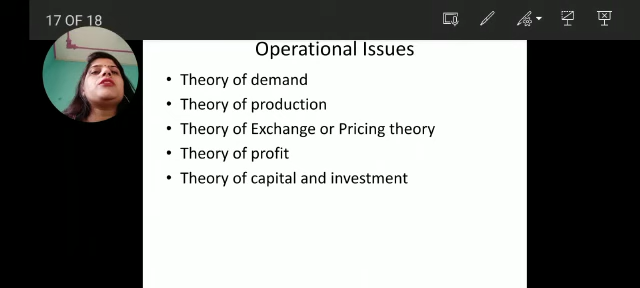 17 OF 18
Operational Issues
• Theory of demand
• Theory of production
• Theory of Exchange or Pricing theory
• Theory of profit
• Theory of capital and investment